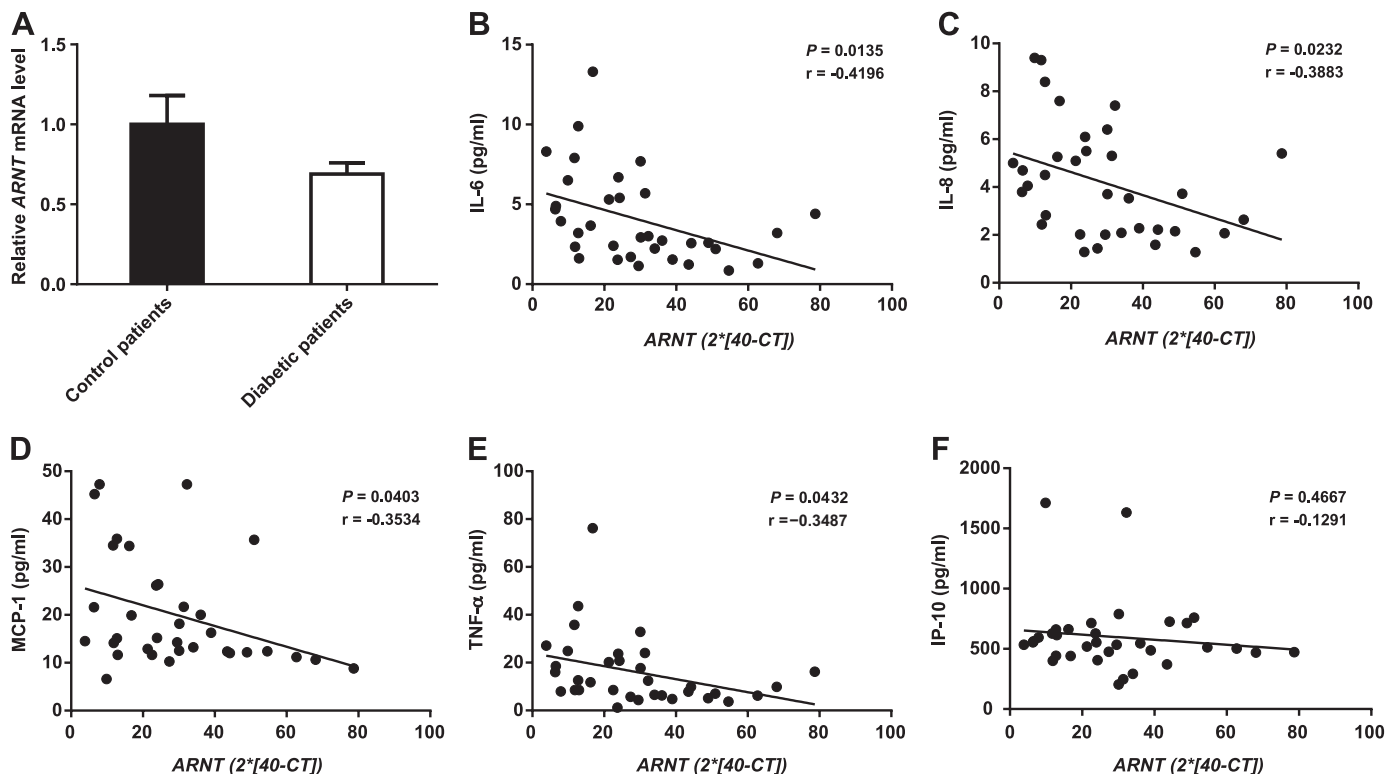 A
Relative ARNT mRNA level
1.5
1.0
0.5
0.0
Control patients
Diabetic patients
B
IL-6 (pg/ml)
15
10
5
0
0 20 40 60 80 100
ARNT (2*[40-CT])
P = 0.0135
r = -0.4196
C
IL-8 (pg/ml)
10
8
6
4
2
0
0 20 40 60 80 100
ARNT (2*[40-CT])
P = 0.0232
r = -0.3883
D
MCP-1 (pg/ml)
50
40
30
20
10
0
0 20 40 60 80 100
ARNT (2*[40-CT])
P = 0.0403
r = -0.3534
E
TNF-α (pg/ml)
100
80
60
40
20
0
0 20 40 60 80 100
ARNT (2*[40-CT])
P = 0.0432
r =−0.3487
F
IP-10 (pg/ml)
2000
1500
1000
500
0
0 20 40 60 80 100
ARNT (2*[40-CT])
P = 0.4667
r = -0.1291